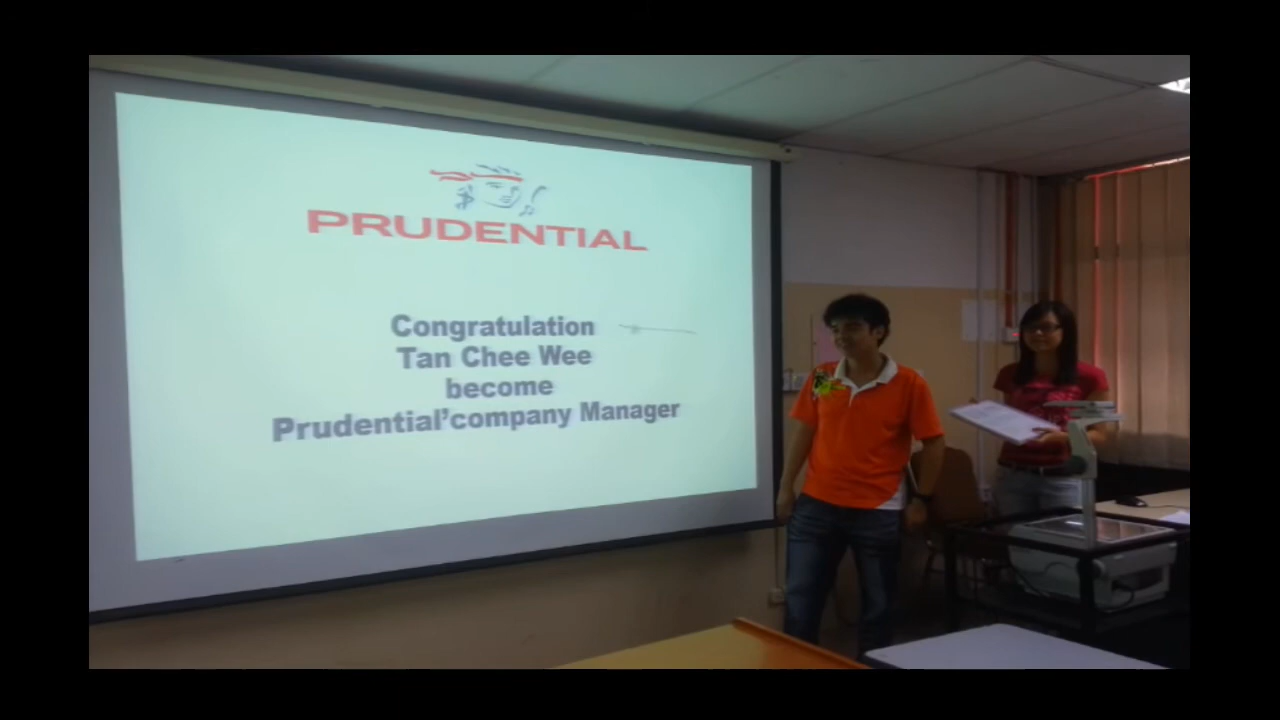 PRUDENTIAL
Congratulation
Tan Chee Wee
become
Prudential'company Manager